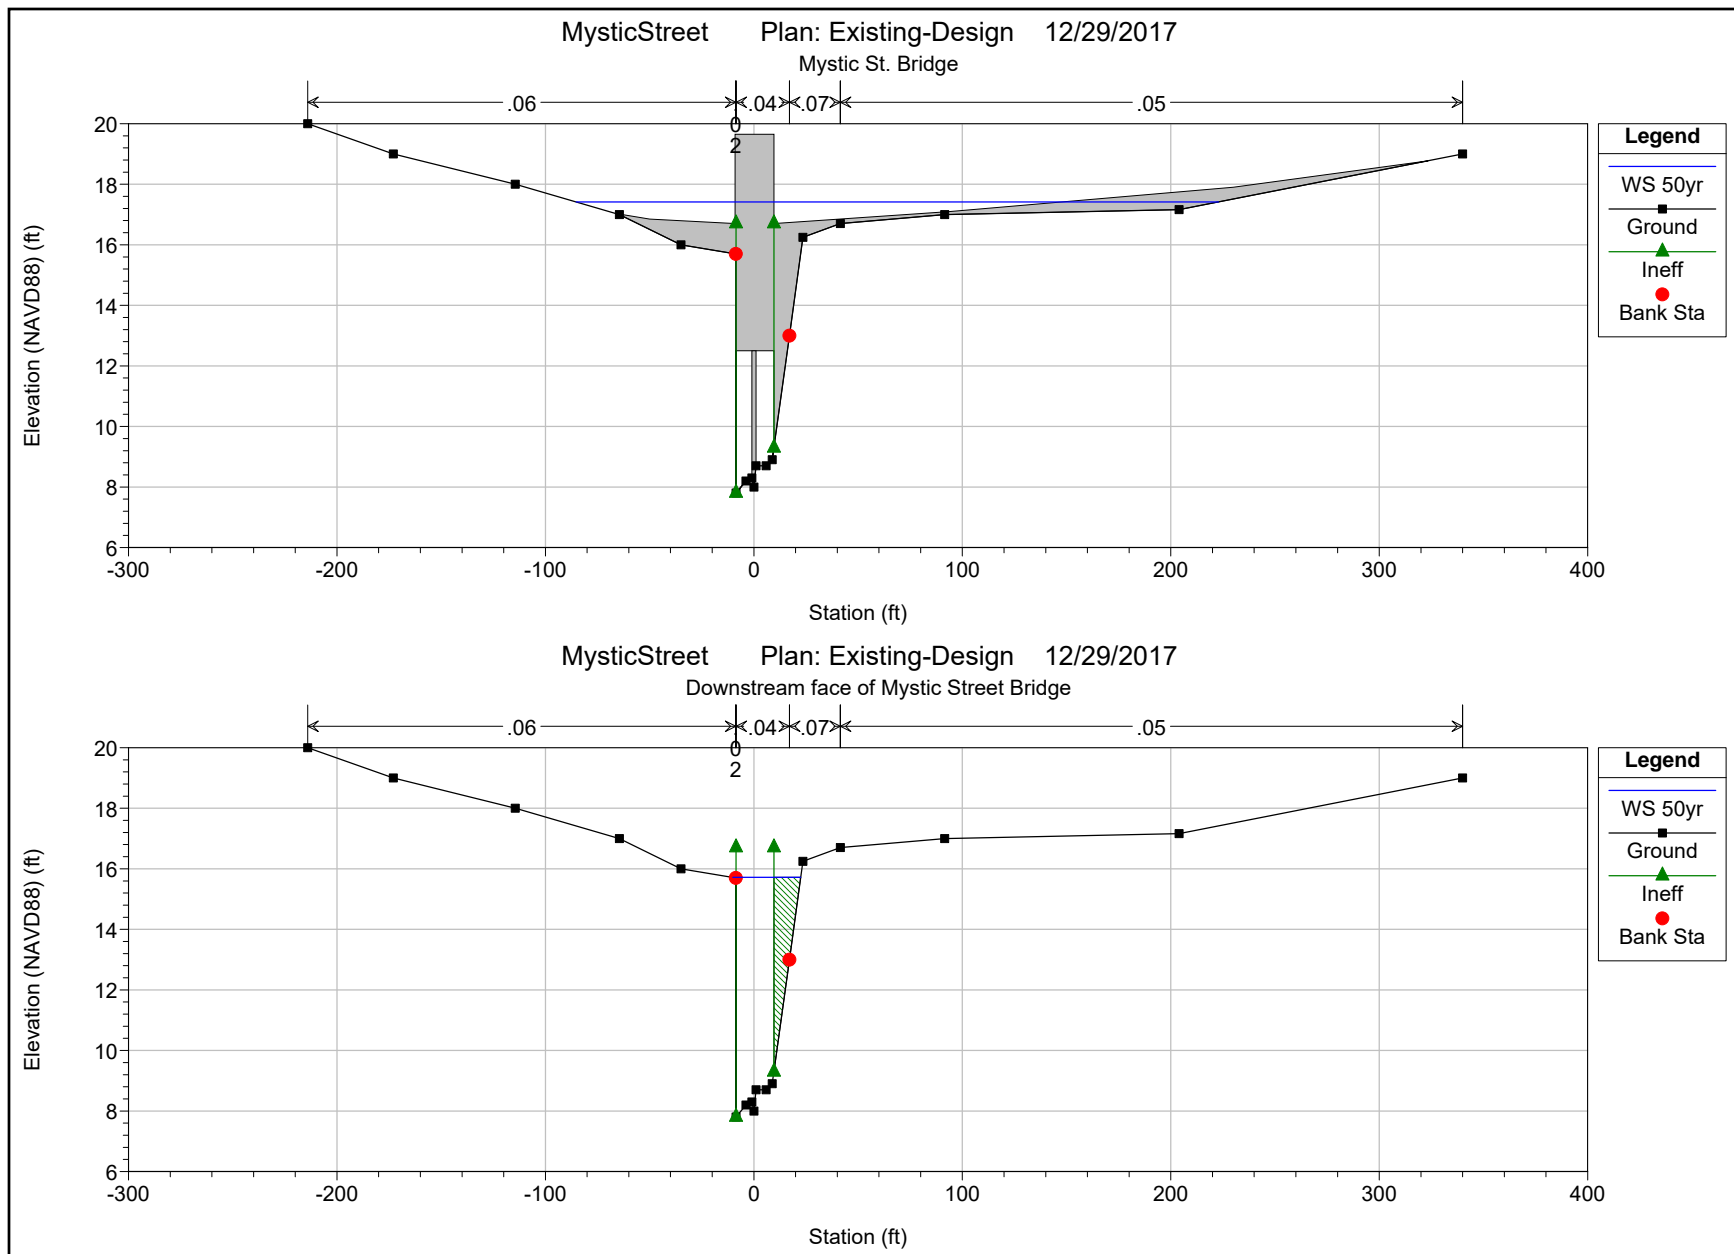 MysticStreet Plan: Existing-Design 12/29/2017
Mystic St. Bridge
.06 .04 .07 .05
0
2
20
18
16
14
12
10
8
6
Elevation (NAVD88) (ft)
-300 -200 -100 0 100 200 300 400
Station (ft)
Legend
WS 50yr
Ground
Ineff
Bank Sta
MysticStreet Plan: Existing-Design 12/29/2017
Downstream face of Mystic Street Bridge
.06 .04 .07 .05
0
2
20
18
16
14
12
10
8
6
Elevation (NAVD88) (ft)
-300 -200 -100 0 100 200 300 400
Station (ft)
Legend
WS 50yr
Ground
Ineff
Bank Sta